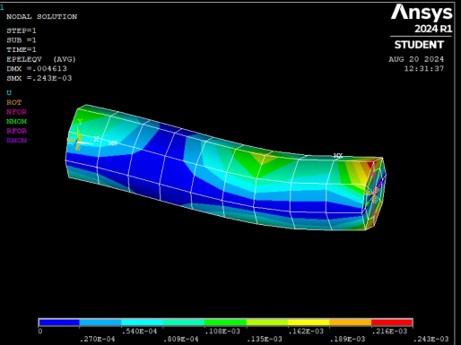 1
NODAL SOLUTION
STEP=1
SUB =1
TIME=1
EPELEQV (AVG)
DMX =.004613
SMX =.243E-03
U
ROT
NFOR
NMOM
RFOR
RMOM
Ansys
2024 R1
STUDENT
AUG 20 2024
12:31:37
MX
0 .540E-04 .108E-03 .162E-03 .216E-03
.270E-04 .809E-04 .135E-03 .189E-03 .243E-03